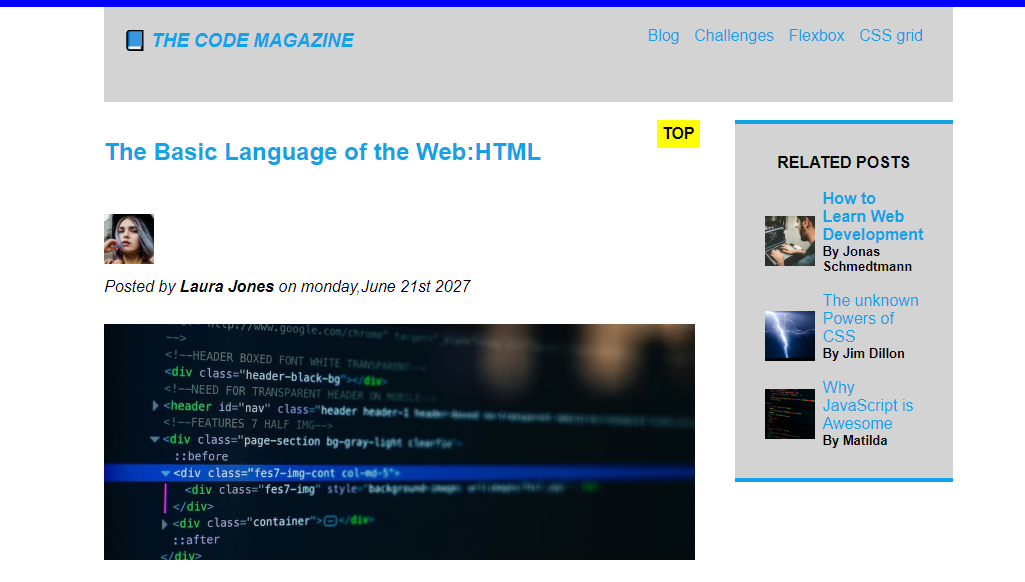 THE CODE MAGAZINE
Blog Challenges Flexbox CSS grid
TOP
The Basic Language of the Web:HTML
Posted by Laura Jones on monday,June 21st 2027
http://www.google.com/chrome" target="_blank"
-->
<!--HEADER BOXED FONT WHITE TRANSPARENT-->
<div class="header-black-bg"></div>
<!--NEED FOR TRANSPARENT HEADER ON MOBILE-->
<header id="nav" class="header header-1
<!--FEATURES 7 HALF IMG-->
<div class="page-section bg-gray-light clearfix">
::before
<div class="fes7-img-cont col-md-5">
<div class="fes7-img" style="background-image:
</div>
<div class="container"></div>
::after
</div>
RELATED POSTS
How to
Learn Web
Development
By Jonas
Schmedtmann
The unknown
Powers of
CSS
By Jim Dillon
Why
JavaScript is
Awesome
By Matilda